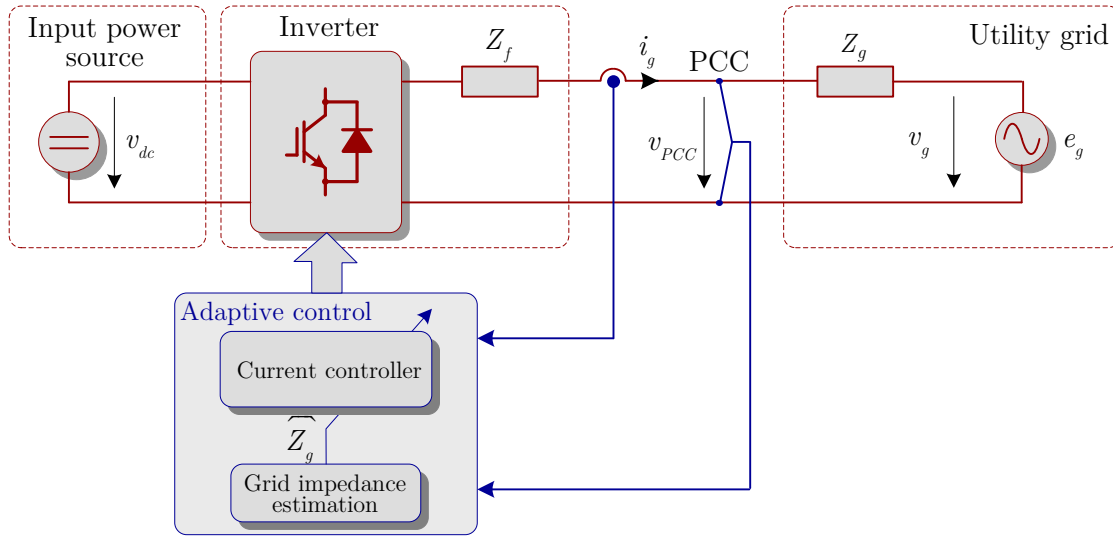 Input power
source
Inverter
Utility grid
Z_f
i_g
PCC
Z_g
v_dc
v_PCC
v_g
e_g
Adaptive control
Current controller
\widehat{Z_g}
Grid impedance
estimation